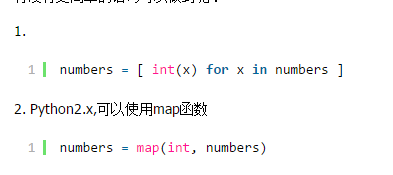 1.
1 numbers = [ int(x) for x in numbers ]
2. Python2.x,可以使用map函数
1 numbers = map(int, numbers)